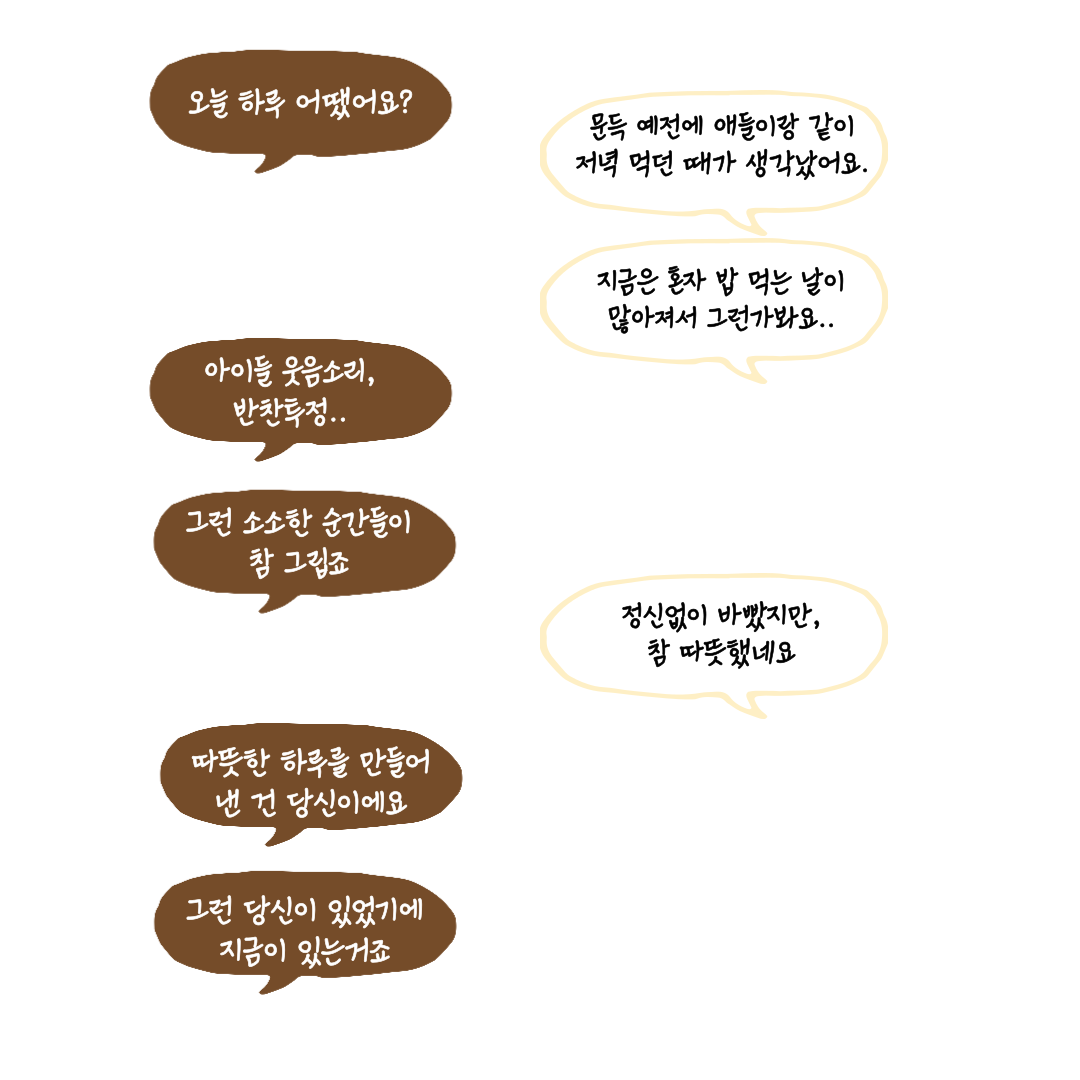 오늘 하루 어땠어요?
문득 예전에 애들이랑 같이
저녁 먹던 때가 생각났어요.
지금은 혼자 밥 먹는 날이
많아져서 그런가봐요..
아이들 웃음소리,
반찬투정..
그런 소소한 순간들이
참 그립죠
정신없이 바빴지만,
참 따뜻했네요
따뜻한 하루를 만들어
낸 건 당신이에요
그런 당신이 있었기에
지금이 있는거죠